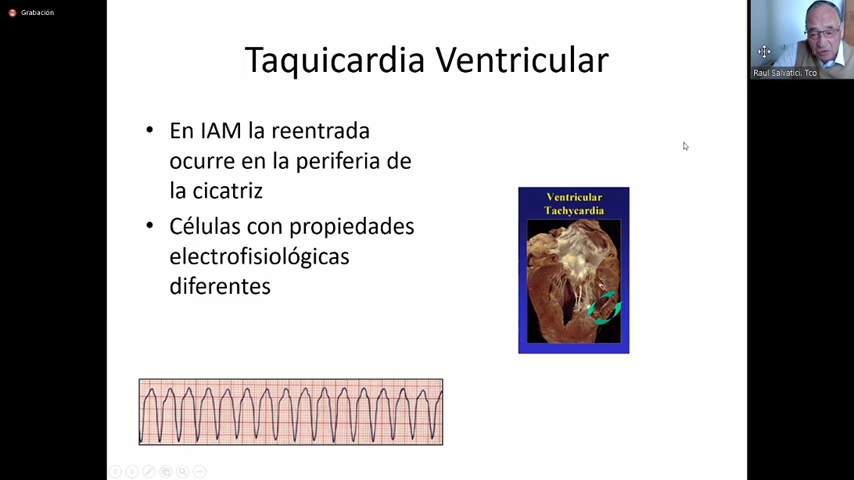 Grabación
Taquicardia Ventricular
• En IAM la reentrada
ocurre en la periferia de
la cicatriz
• Células con propiedades
electrofisiológicas
diferentes
Ventricular
Tachycardia
Raul Salvatici. Tco